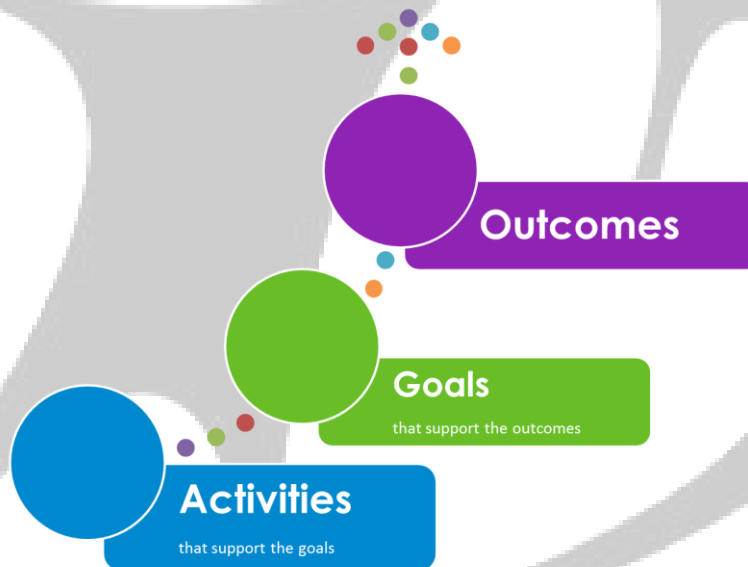 Outcomes
Goals
that support the outcomes
Activities
that support the goals